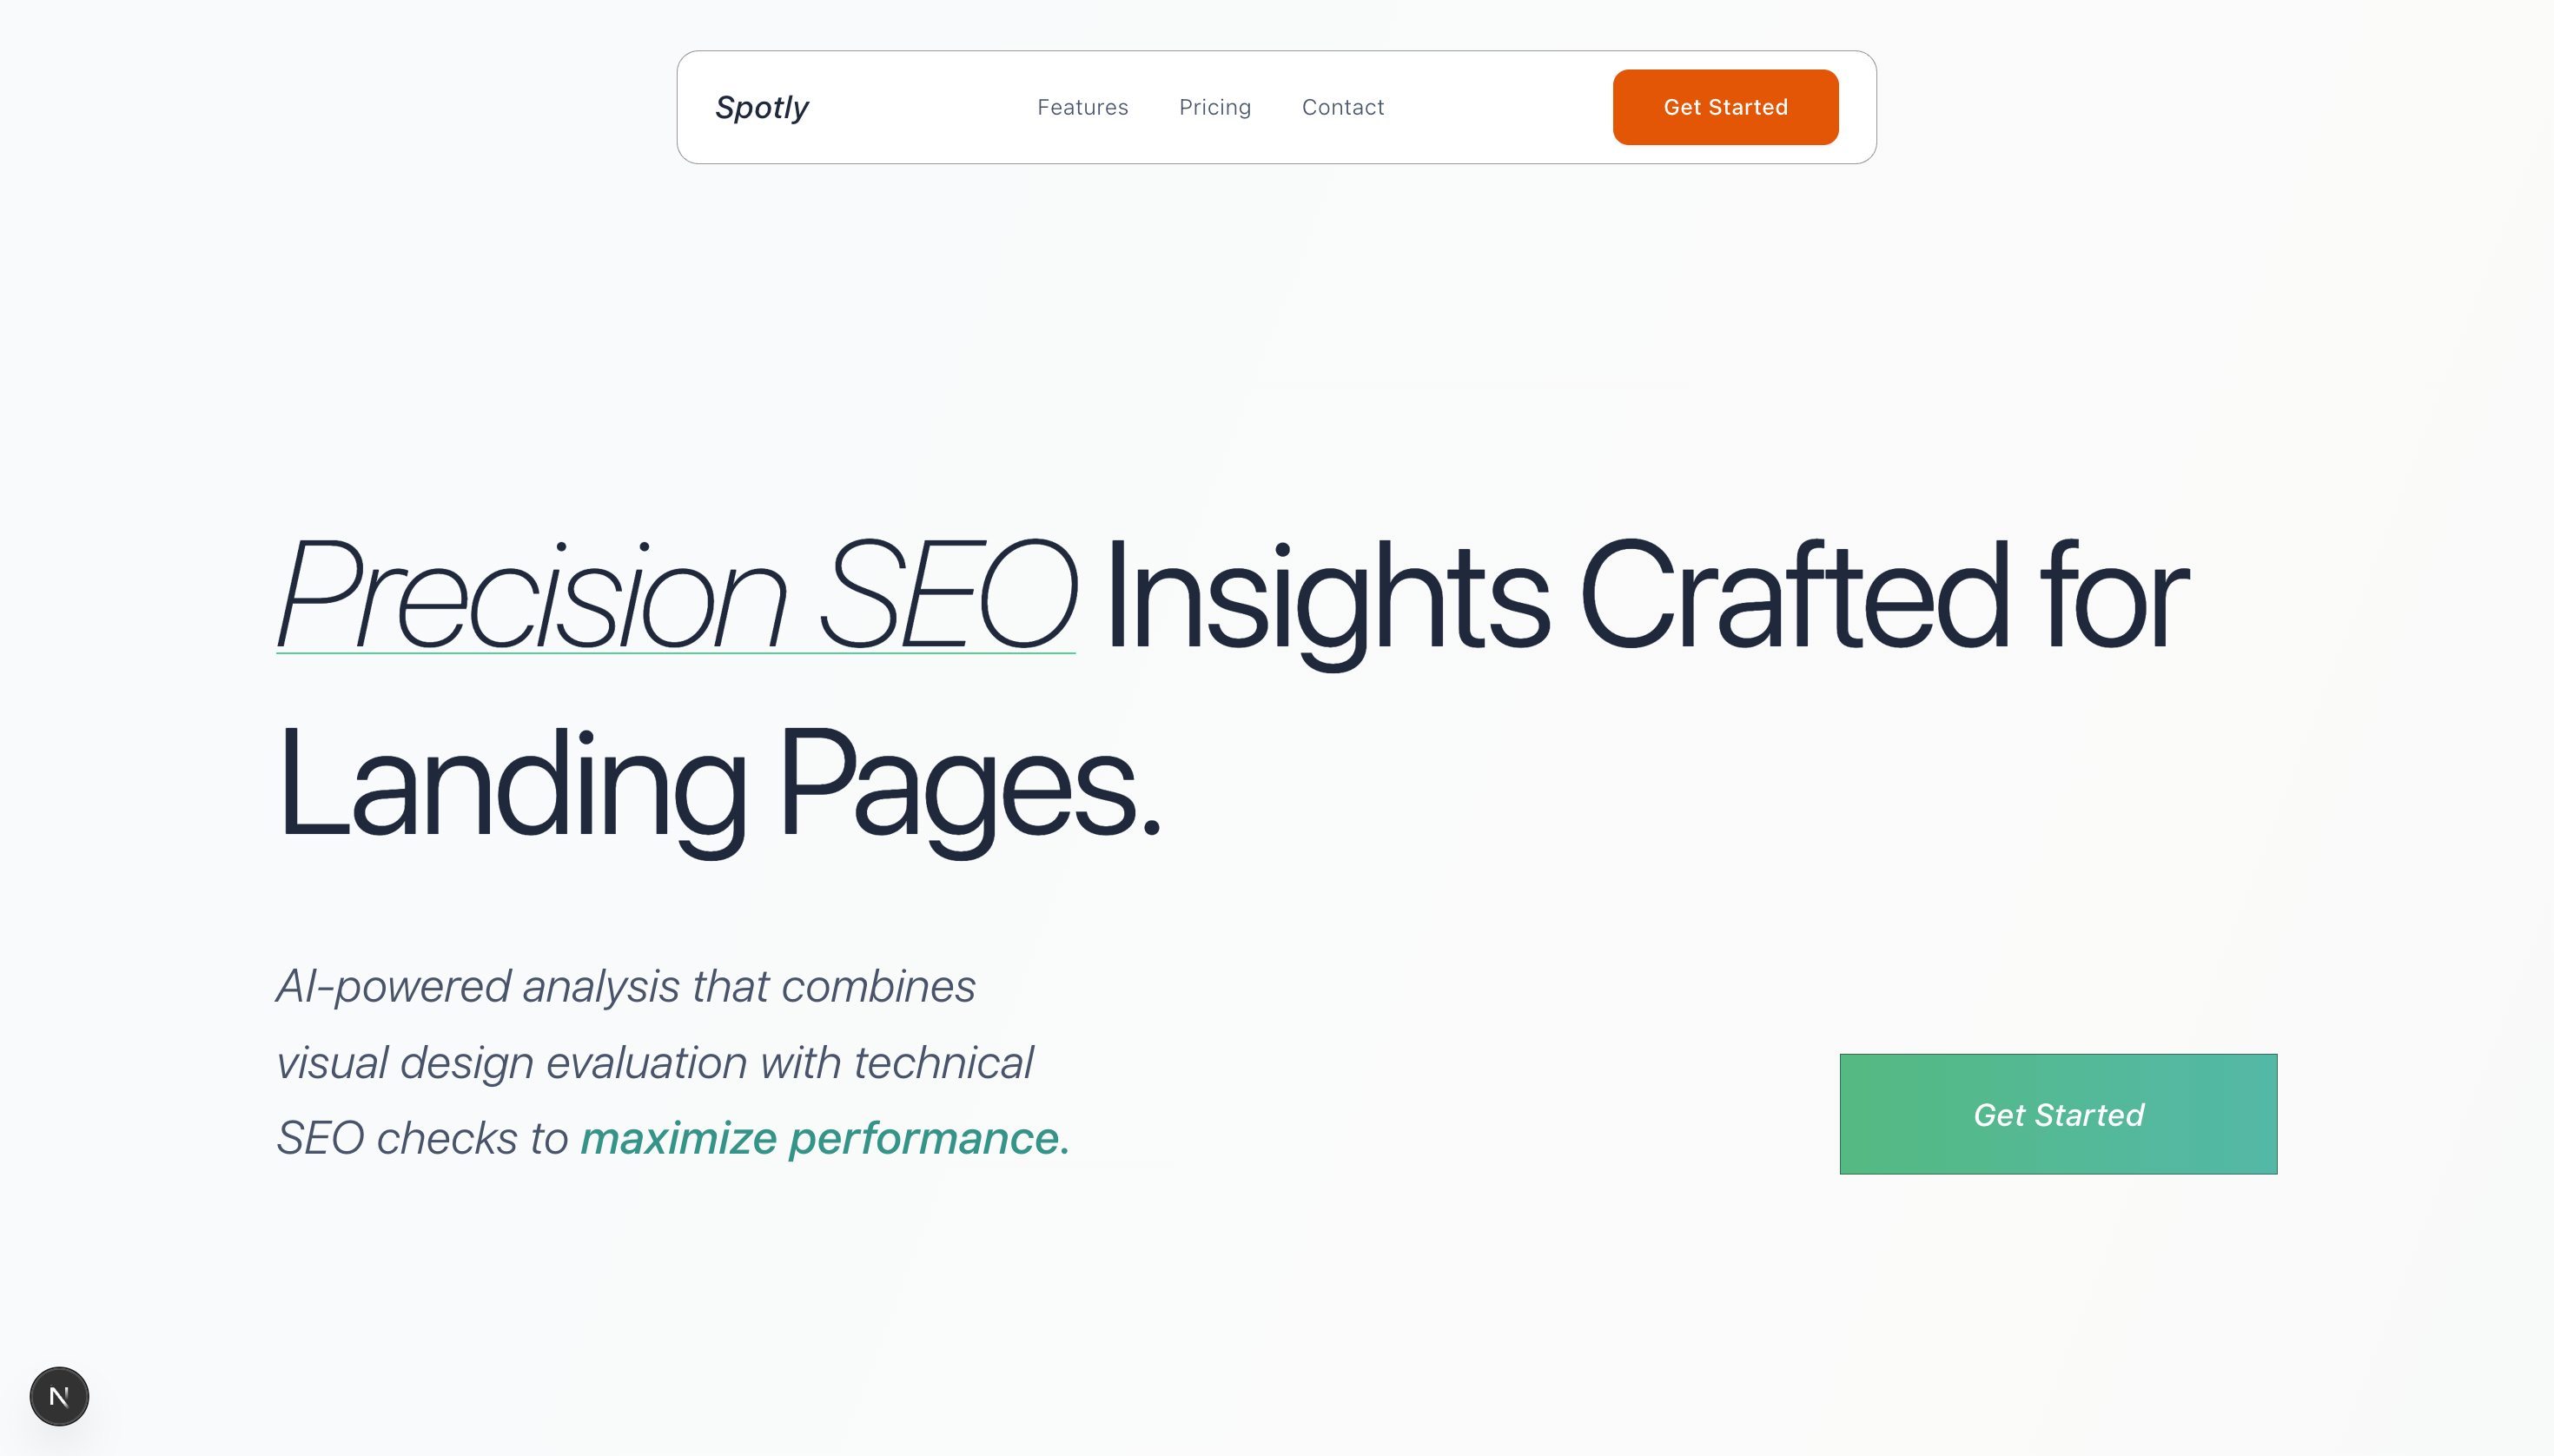 Spotly
Features
Pricing
Contact
Get Started
Precision SEO Insights Crafted for
Landing Pages.
AI-powered analysis that combines
visual design evaluation with technical
SEO checks to maximize performance.
Get Started
N